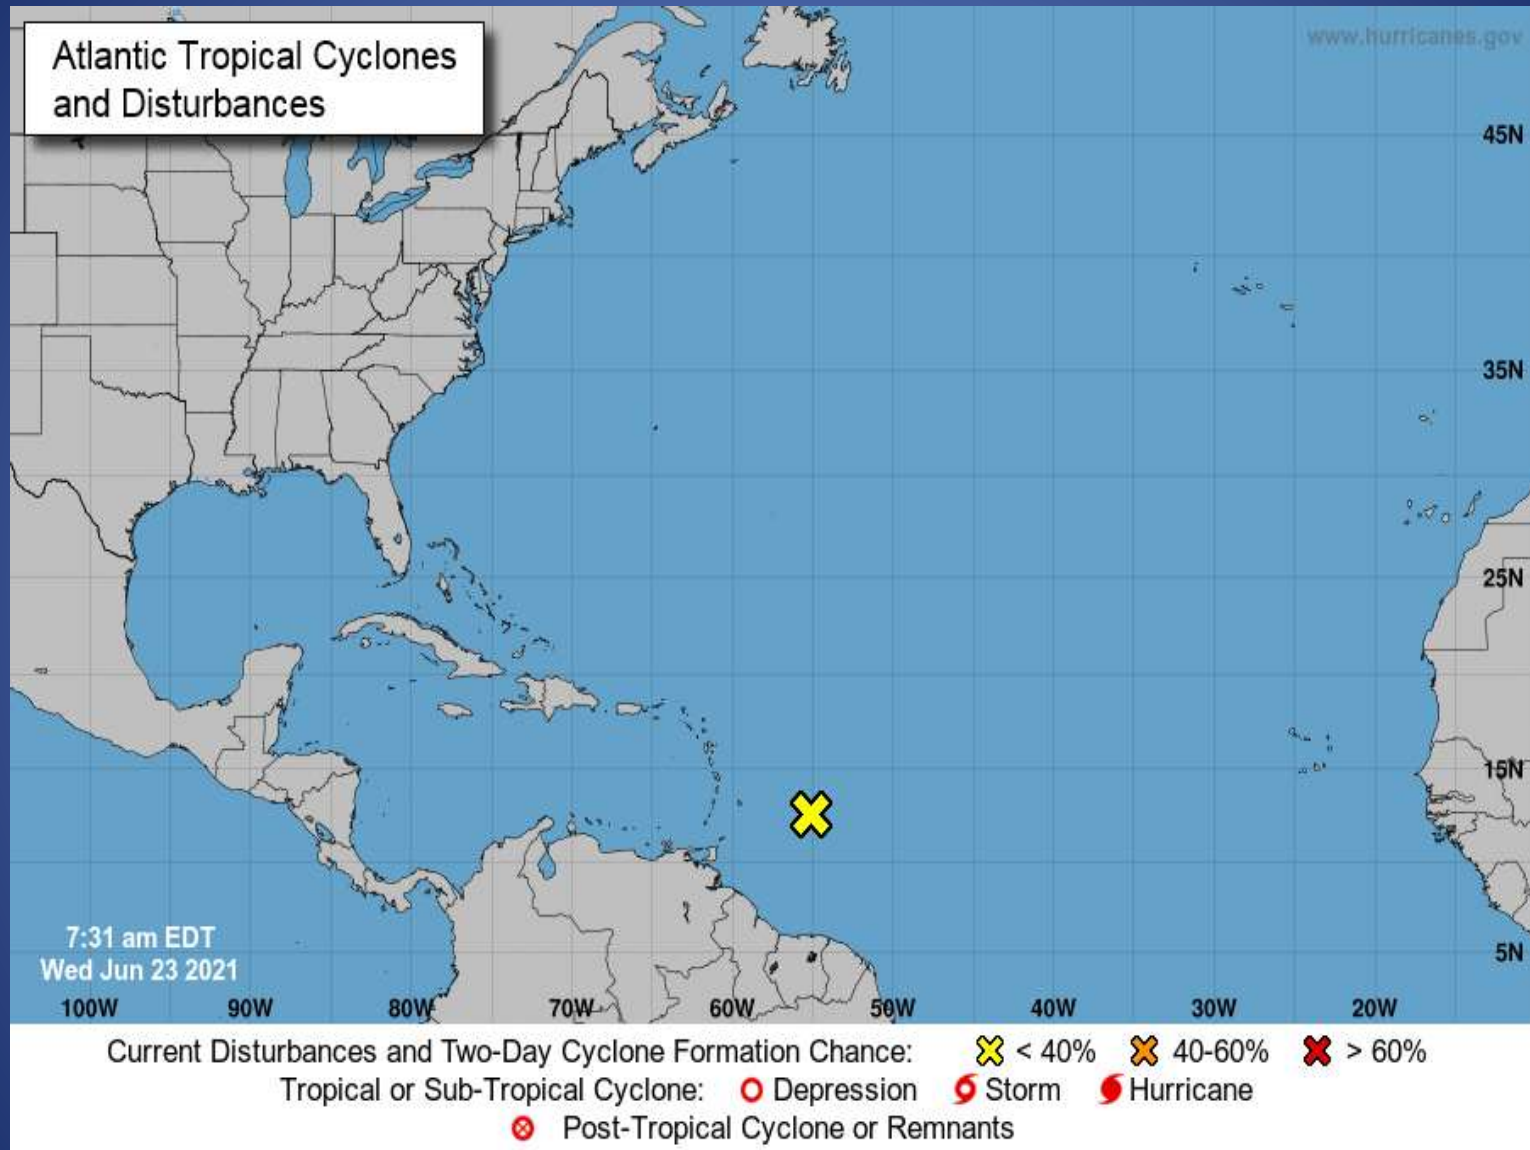 Atlantic Tropical Cyclones
and Disturbances
www.hurricanes.gov
45N
35N
25N
15N
5N
7:31 am EDT
Wed Jun 23 2021
100W 90W 80W 70W 60W 50W 40W 30W 20W
Current Disturbances and Two-Day Cyclone Formation Chance: < 40% 40-60% > 60%
Tropical or Sub-Tropical Cyclone: Depression Storm Hurricane
Post-Tropical Cyclone or Remnants